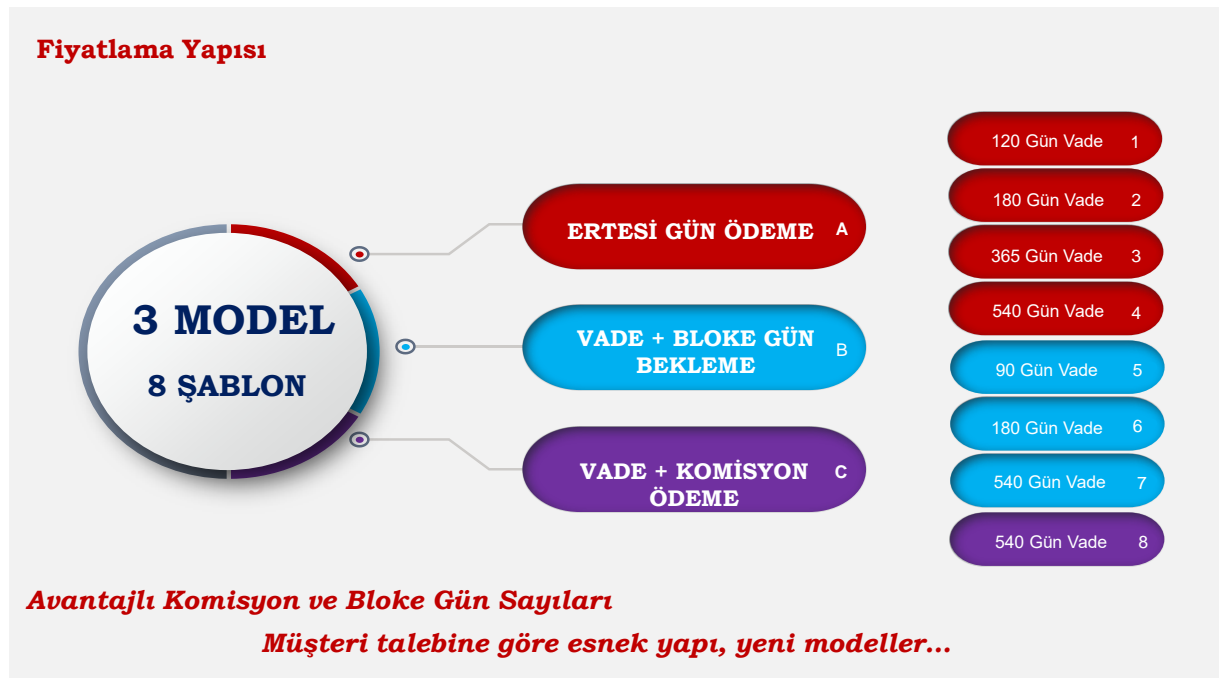 Fiyatlama Yapısı
3 MODEL
8 ŞABLON
ERTESİ GÜN ÖDEME A
VADE + BLOKE GÜN
BEKLEME B
VADE + KOMİSYON C
ÖDEME
120 Gün Vade 1
180 Gün Vade 2
365 Gün Vade 3
540 Gün Vade 4
90 Gün Vade 5
180 Gün Vade 6
540 Gün Vade 7
540 Gün Vade 8
Avantajlı Komisyon ve Bloke Gün Sayıları
Müşteri talebine göre esnek yapı, yeni modeller…